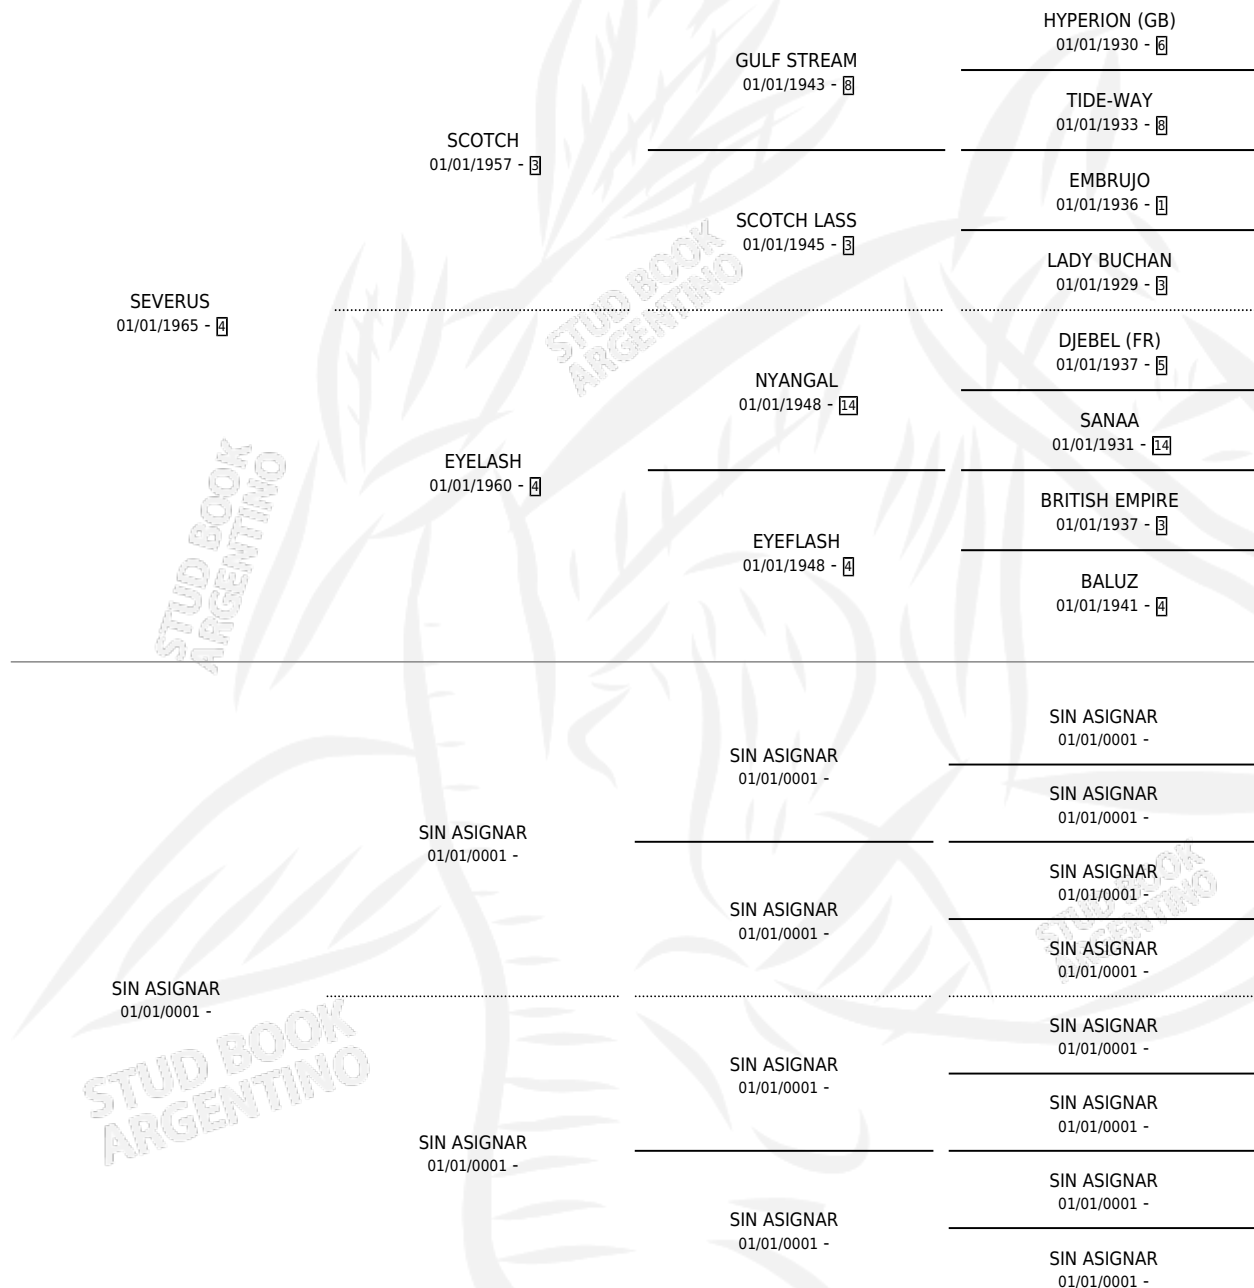 HYPERION (GB)
01/01/1930 - 6
GULF STREAM
01/01/1943 - 8
TIDE-WAY
01/01/1933 - 8
SCOTCH
01/01/1957 - 3
EMBRUJO
01/01/1936 - 1
SCOTCH LASS
01/01/1945 - 3
LADY BUCHAN
01/01/1929 - 3
SEVERUS
01/01/1965 - 4
DJEBEL (FR)
01/01/1937 - 5
NYANGAL
01/01/1948 - 14
SANAA
01/01/1931 - 14
EYELASH
01/01/1960 - 4
BRITISH EMPIRE
01/01/1937 - 3
EYEFLASH
01/01/1948 - 4
BALUZ
01/01/1941 - 4
STUD BOOK
ARGENTINO
STUD BOOK
ARGENTINO
SIN ASIGNAR
01/01/0001 -
SIN ASIGNAR
01/01/0001 -
SIN ASIGNAR
01/01/0001 -
SIN ASIGNAR
01/01/0001 -
SIN ASIGNAR
01/01/0001 -
SIN ASIGNAR
01/01/0001 -
SIN ASIGNAR
01/01/0001 -
SIN ASIGNAR
01/01/0001 -
SIN ASIGNAR
01/01/0001 -
SIN ASIGNAR
01/01/0001 -
SIN ASIGNAR
01/01/0001 -
SIN ASIGNAR
01/01/0001 -
SIN ASIGNAR
01/01/0001 -
SIN ASIGNAR
01/01/0001 -
SIN ASIGNAR
01/01/0001 -
STUD BOOK
ARGENTINO
STUD BOOK
ARGENTINO